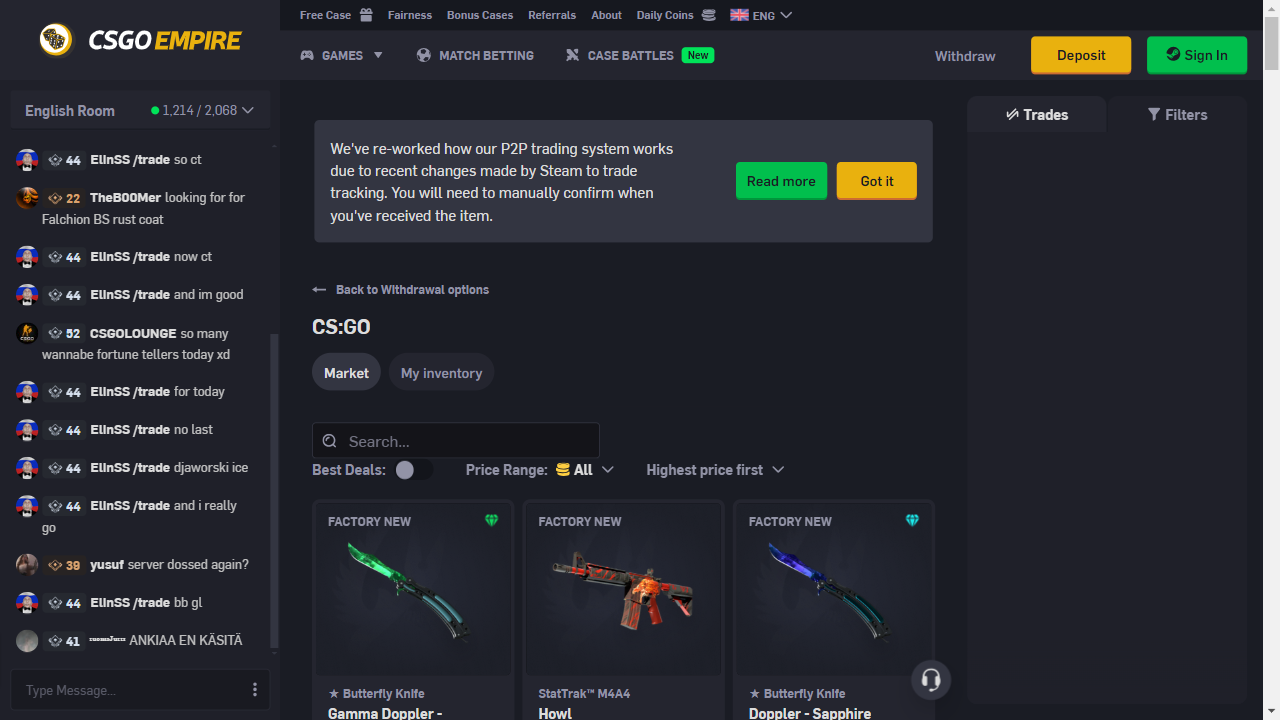 CSGOEMPIRE
Free Case
Fairness
Bonus Cases
Referrals
About
Daily Coins
ENG
GAMES
MATCH BETTING
CASE BATTLES
New
Withdraw
Deposit
Sign In
English Room
1,214 / 2,068
44 ElInSS /trade so ct
22 TheB00Mer looking for for
Falchion BS rust coat
44 ElInSS /trade now ct
44 ElInSS /trade and im good
52 CSGOLOUNGE so many
wannabe fortune tellers today xd
44 ElInSS /trade for today
44 ElInSS /trade no last
44 ElInSS /trade djaworski ice
44 ElInSS /trade and i really
go
39 yusuf server dossed again?
44 ElInSS /trade bb gl
41 ANKIAA EN KÄSITÄ
Type Message...
We've re-worked how our P2P trading system works
due to recent changes made by Steam to trade
tracking. You will need to manually confirm when
you've received the item.
Read more
Got it
Back to Withdrawal options
CS:GO
Market
My inventory
Search...
Best Deals:
Price Range:
All
Highest price first
FACTORY NEW
★ Butterfly Knife
Gamma Doppler -
FACTORY NEW
StatTrak™ M4A4
Howl
FACTORY NEW
★ Butterfly Knife
Doppler - Sapphire
Trades
Filters